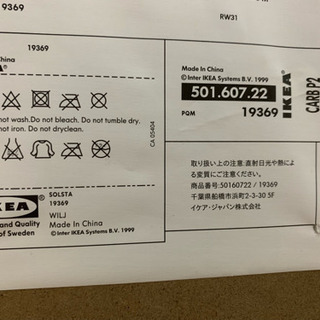 19369
RW31
19369
China
A®
not wash. Do not bleach. Do not tumble dry.
not iron. Do not dryclean.
CA 05404
Made in China
©Inter IKEA Systems B.V. 1999
501.607.22
PQM 19369
IKEA®
CARB P2
取り扱い上の注意:直射日光や熱によ
る変質にご注意ください。
商品番号:50160722 / 19369
千葉県船橋市浜町2-3-30 5F
イケア・ジャパン株式会社
KEA®
Quality
of Sweden
SOLSTA
19369
WILJ
Made In China
©Inter IKEA Systems B.V. 1999